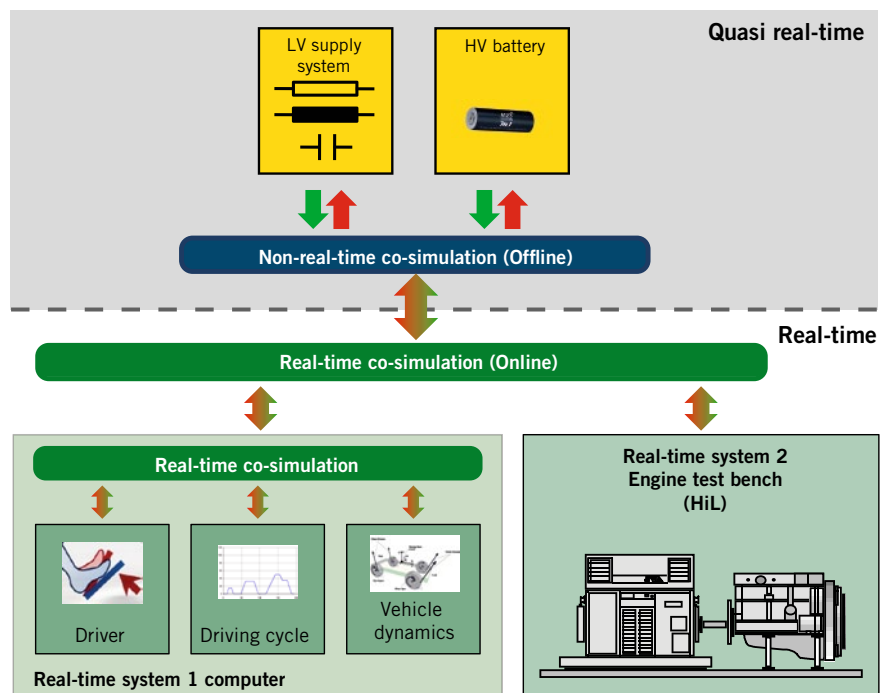 Quasi real-time
LV supply
system
HV battery
Non-real-time co-simulation (Offline)
Real-time
Real-time co-simulation (Online)
Real-time co-simulation
Driver
Driving cycle
Vehicle
dynamics
Real-time system 1 computer
Real-time system 2
Engine test bench
(HiL)